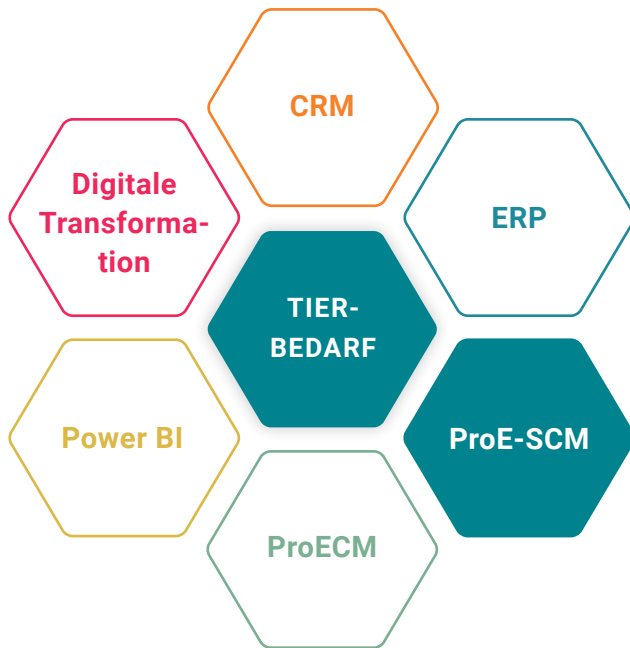 CRM
Digitale
Transforma-
tion
ERP
TIER-
BEDARF
Power BI
ProE-SCM
ProECM